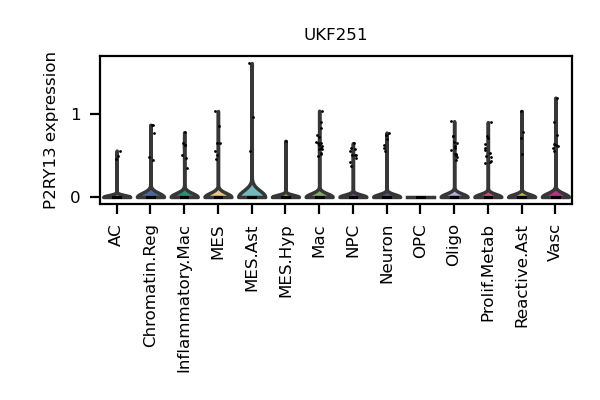 UKF251
P2RY13 expression
1
0
AC
Chromatin.Reg
Inflammatory.Mac
MES
MES.Ast
MES.Hyp
Mac
NPC
Neuron
OPC
Oligo
Prolif.Metab
Reactive.Ast
Vasc